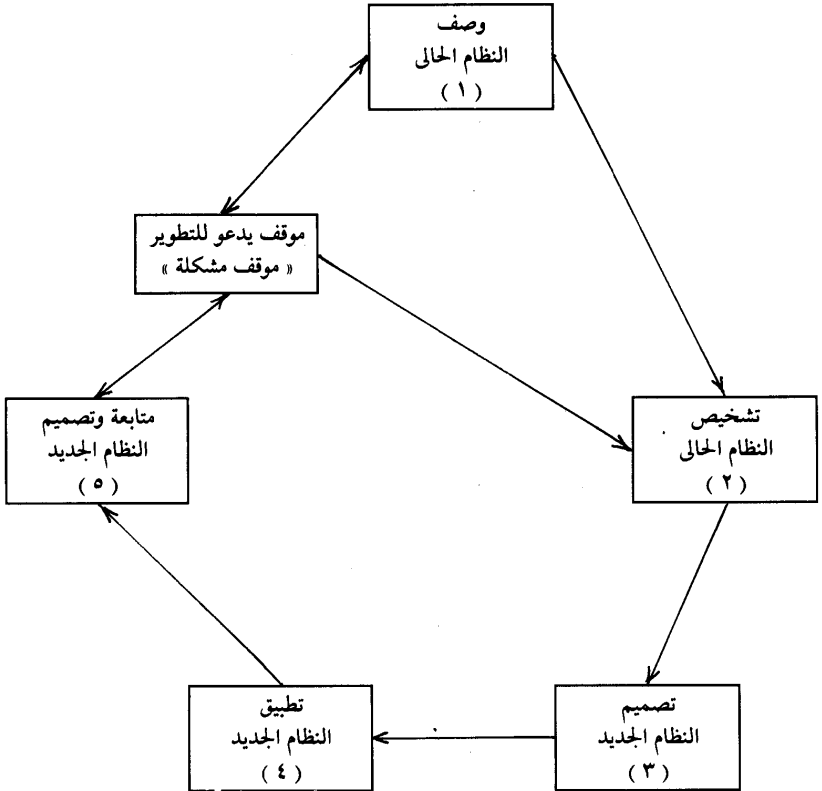 وصف
النظام الحالى
( ١ )
موقف يدعو للتطوير
« موقف مشكلة »
تشخيص
النظام الحالى
( ٢ )
تصميم
النظام الجديد
( ٣ )
تطبيق
النظام الجديد
( ٤ )
متابعة وتصميم
النظام الجديد
( ٥ )